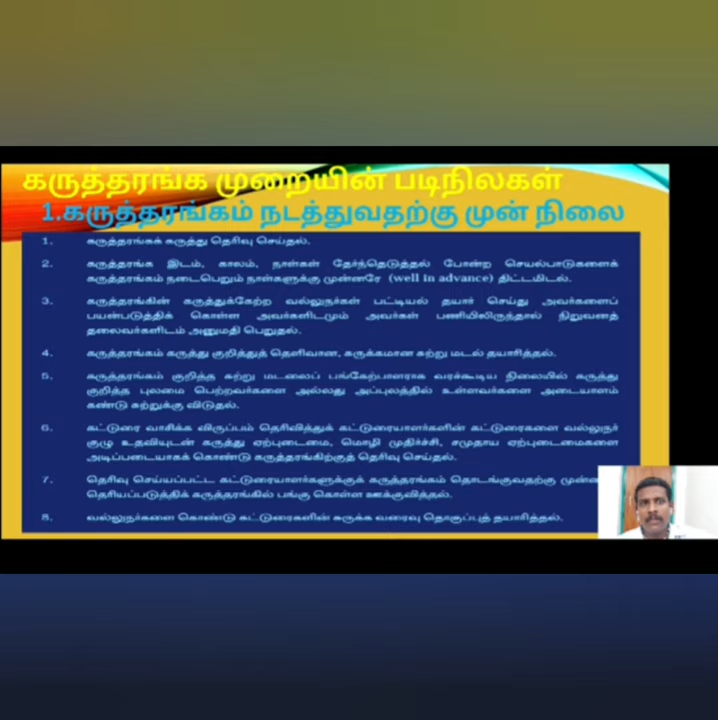 கருத்தரங்க முறையின் படிநிலகள்
1.கருத்தரங்கம் நடத்துவதற்கு முன் நிலை
1. கருத்தரங்கக் கருத்து தெரிவு செய்தல்.
2. கருத்தரங்க இடம், காலம், நாள்கள் தேர்ந்தெடுத்தல் போன்ற செயல்பாடுகளைக்
கருத்தரங்கம் நடைபெறும் நாள்களுக்கு முன்னரே (well in advance) திட்டமிடல்.
3. கருத்தரங்கின் கருத்துக்கேற்ற வல்லுநர்கள் பட்டியல் தயார் செய்து அவர்களைப்
பயன்படுத்திக் கொள்ள அவர்களிடமும் அவர்கள் பணியிலிருந்தால் நிறுவனத்
தலைவர்களிடம் அனுமதி பெறுதல்.
4. கருத்தரங்கம் கருத்து குறித்துத் தெளிவான, சுருக்கமான சுற்று மடல் தயாரித்தல்.
5. கருத்தரங்கம் குறித்த சுற்று மடலைப் பங்கேற்பாளராக வரக்கூடிய நிலையில் கருத்து
குறித்த புலமை பெற்றவர்களை அல்லது அப்புலத்தில் உள்ளவர்களை அடையாளம்
கண்டு சுற்றுக்கு விடுதல்.
6. கட்டுரை வாசிக்க விருப்பம் தெரிவித்துக் கட்டுரையாளர்களின் கட்டுரைகளை வல்லுநர்
குழு உதவியுடன் கருத்து ஏற்புடைமை, மொழி முதிர்ச்சி, சமுதாய ஏற்புடைமைகளை
அடிப்படையாகக் கொண்டு கருத்தரங்கிற்குத் தெரிவு செய்தல்.
7. தெரிவு செய்யப்பட்ட கட்டுரையாளர்களுக்குக் கருத்தரங்கம் தொடங்குவதற்கு
தெரியப்படுத்திக் கருத்தரங்கில் பங்கு கொள்ள ஊக்குவித்தல்.
8. வல்லுநர்களை கொண்டு கட்டுரைகளின் சுருக்க வரைவு தொகுப்புத் தயாரித்தல்.